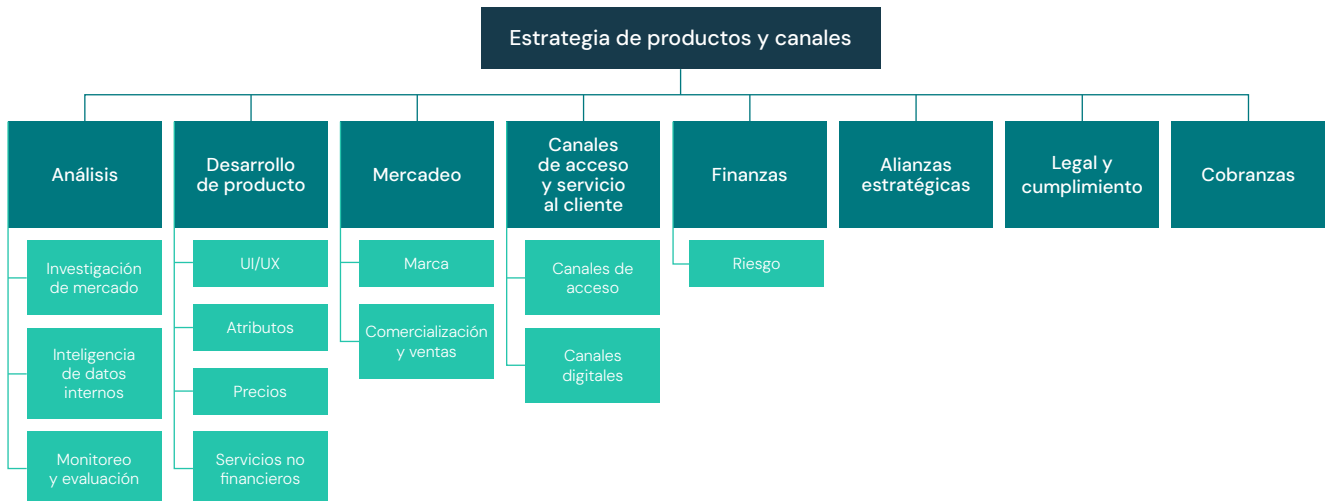 Estrategia de productos y canales
Análisis
Desarrollo
de producto
Mercadeo
Canales
de acceso
y servicio
al cliente
Finanzas
Alianzas
estratégicas
Legal y
cumplimiento
Cobranzas
Investigación
de mercado
Inteligencia
de datos
internos
Monitoreo
y evaluación
UI/UX
Atributos
Precios
Servicios no
financieros
Marca
Comercialización
y ventas
Canales de
acceso
Canales
digitales
Riesgo